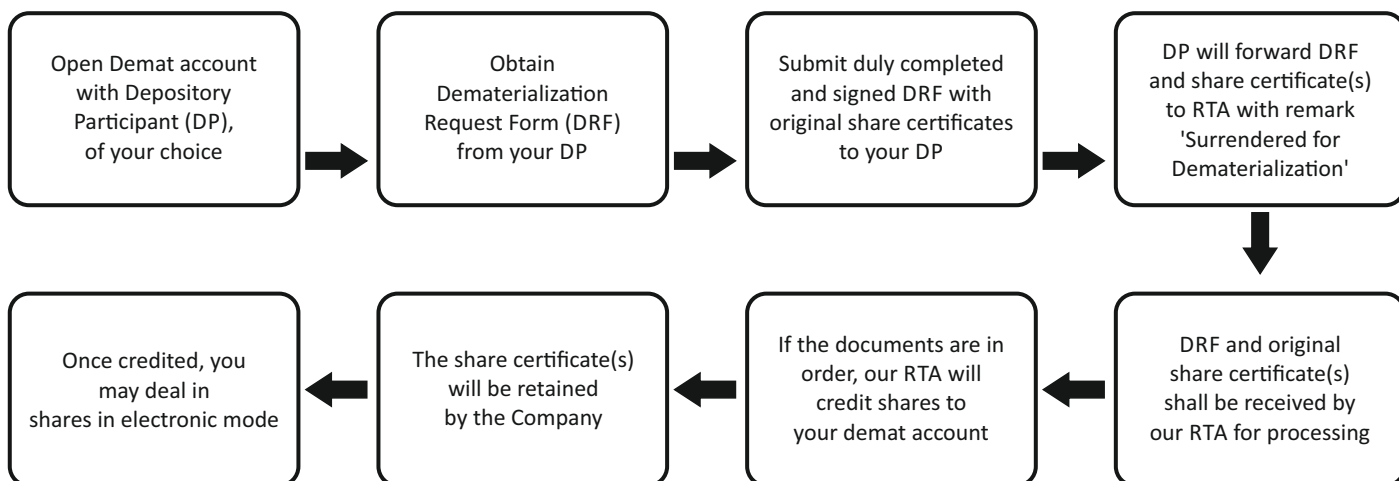 Open Demat account
with Depository
Participant (DP),
of your choice
Obtain
Dematerialization
Request Form (DRF)
from your DP
Submit duly completed
and signed DRF with
original share certificates
to your DP
DP will forward DRF
and share certificate(s)
to RTA with remark
'Surrendered for
Dematerialization'
DRF and original
share certificate(s)
shall be received by
our RTA for processing
If the documents are in
order, our RTA will
credit shares to
your demat account
The share certificate(s)
will be retained
by the Company
Once credited, you
may deal in
shares in electronic mode